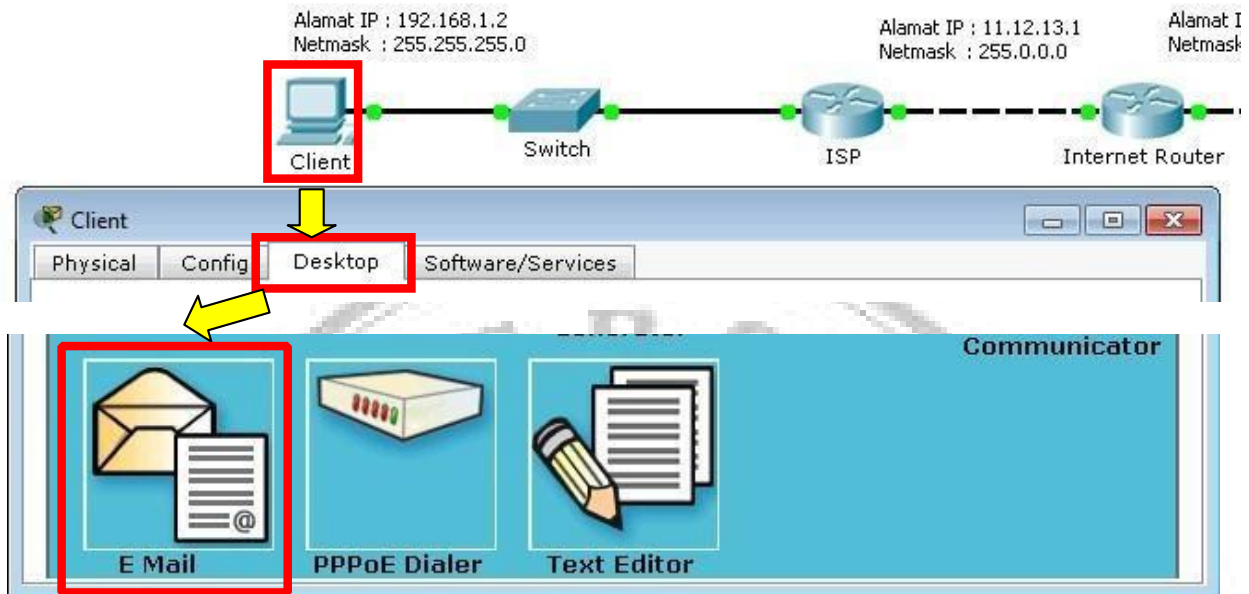 Alamat IP : 192.168.1.2
Netmask : 255.255.255.0
Alamat IP : 11.12.13.1
Netmask : 255.0.0.0
Alamat
Netmask
Client
Switch
ISP
Internet Router
Client
Physical Config Desktop Software/Services
Communicator
E Mail PPPoE Dialer Text Editor